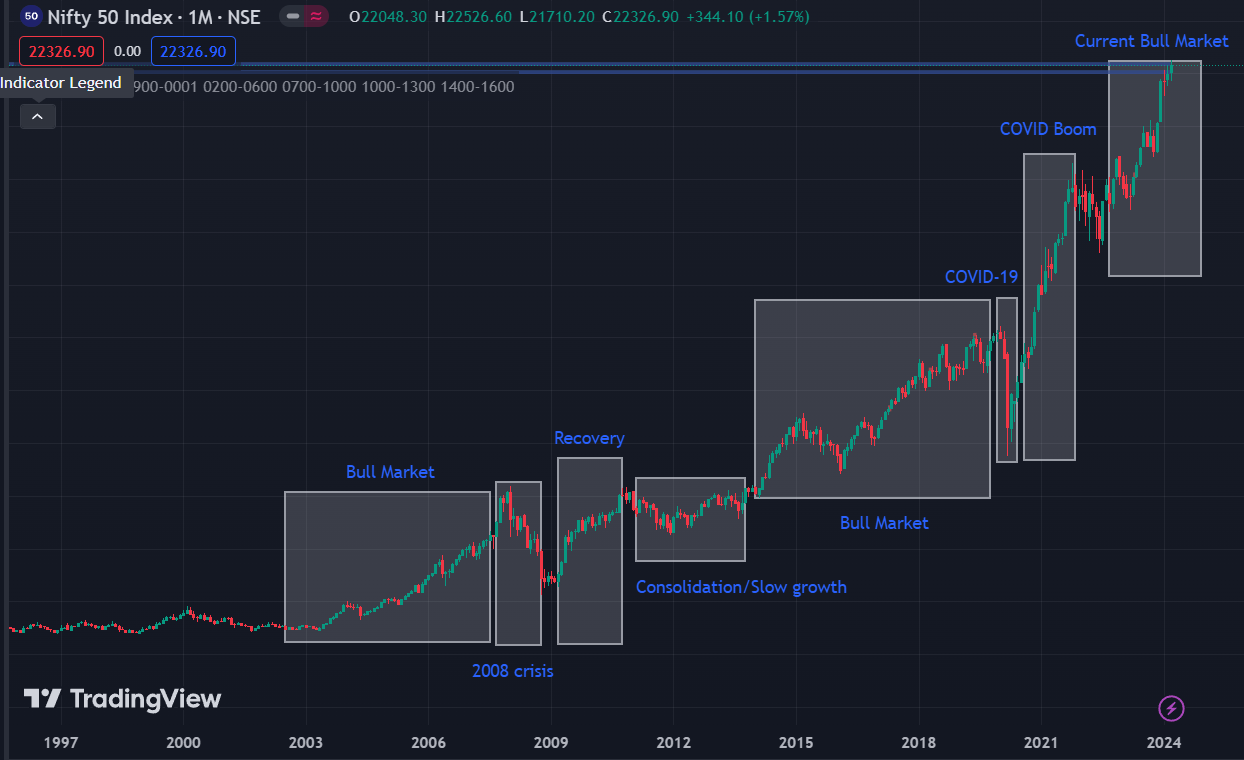 50 Nifty 50 Index · 1M · NSE O22048.30 H22526.60 L21710.20 C22326.90 +344.10 (+1.57%)
22326.90 0.00 22326.90
Indicator Legend 900-0001 0200-0600 0700-1000 1000-1300 1400-1600
Current Bull Market
COVID Boom
COVID-19
Recovery
Bull Market
Bull Market
Consolidation/Slow growth
2008 crisis
TradingView
1997 2000 2003 2006 2009 2012 2015 2018 2021 2024